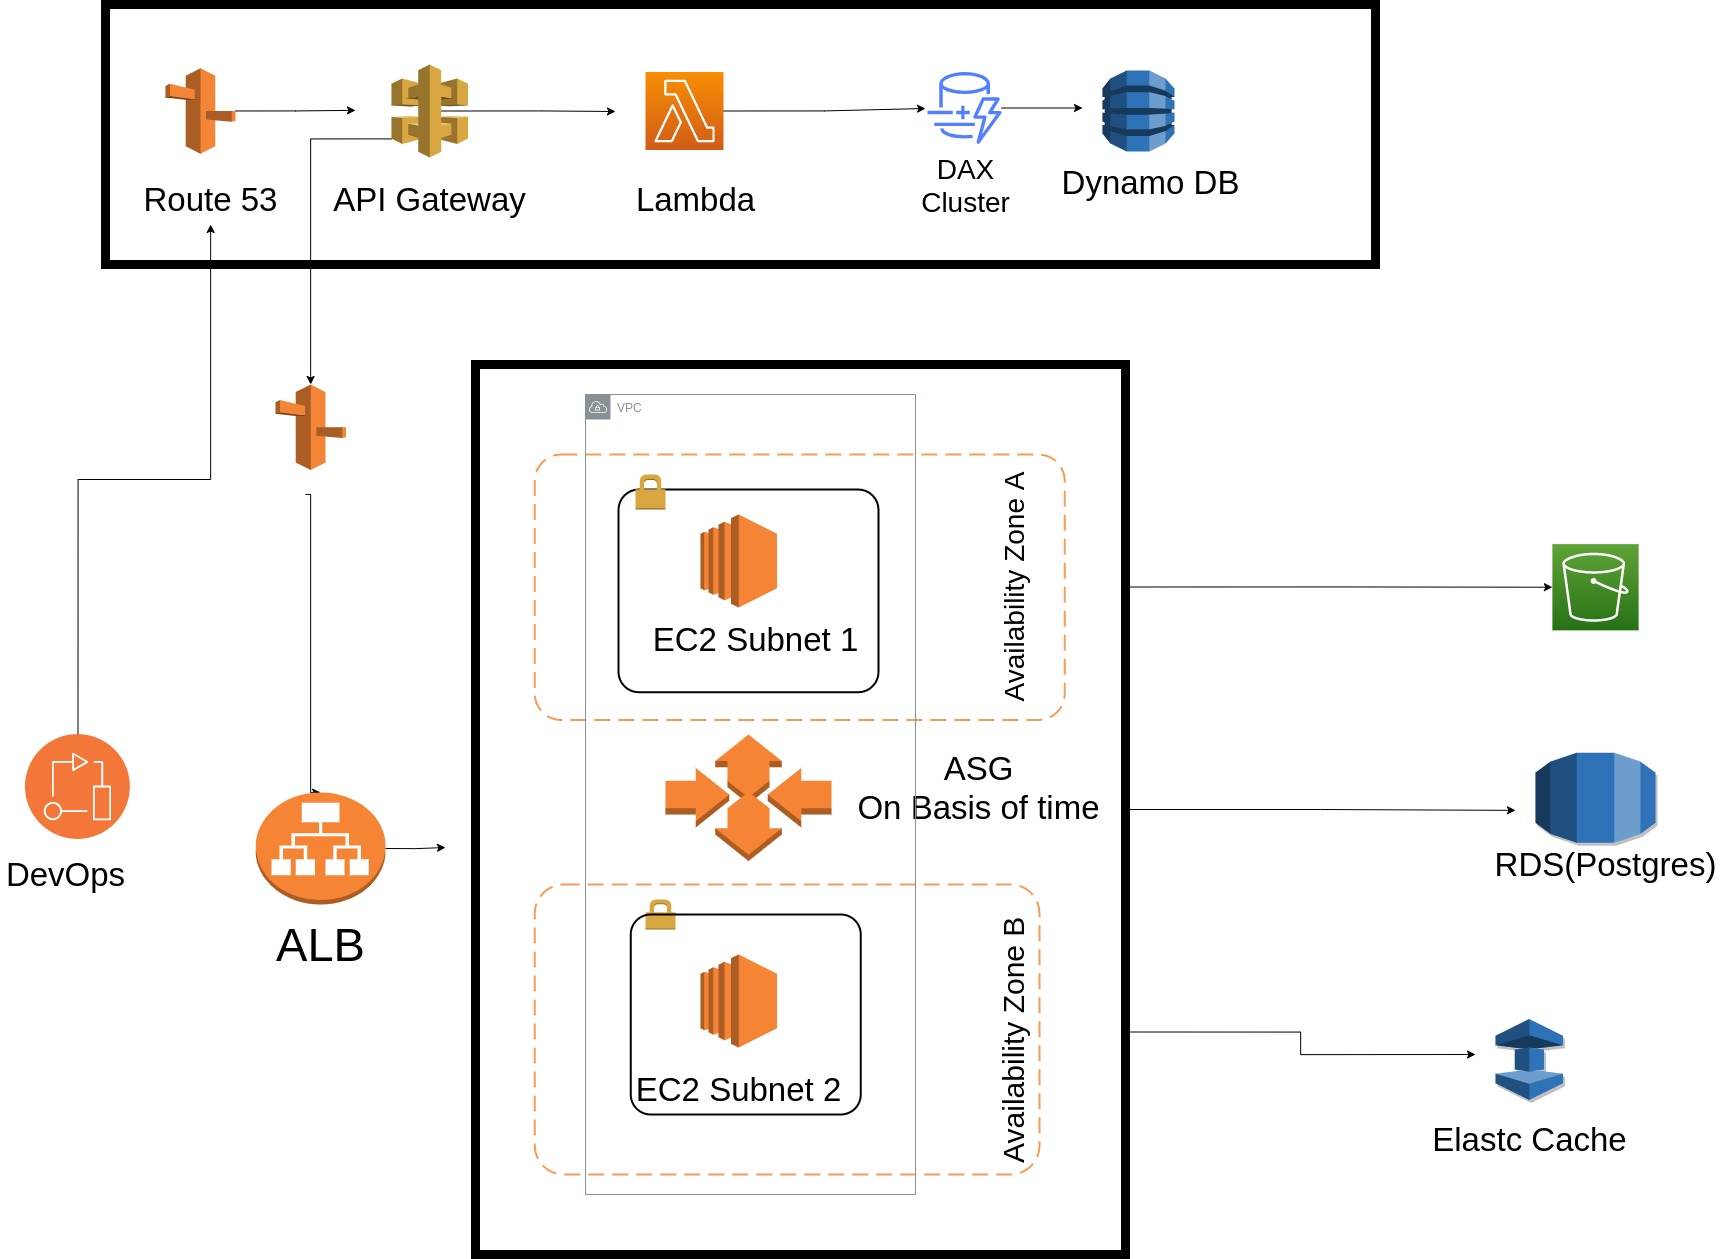 Route 53
API Gateway
Lambda
DAX
Cluster
Dynamo DB
VPC
Availability Zone A
EC2 Subnet 1
ASG
On Basis of time
RDS(Postgres)
DevOps
ALB
Availability Zone B
EC2 Subnet 2
Elastc Cache